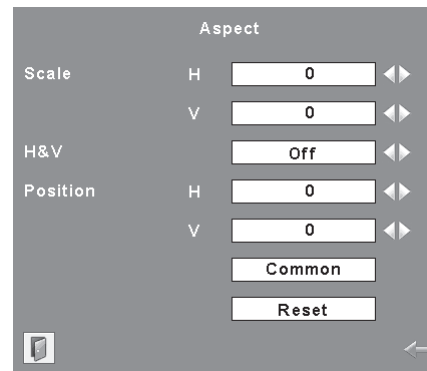 Aspect
Scale H 0
V 0
H&V Off
Position H 0
V 0
Common
Reset